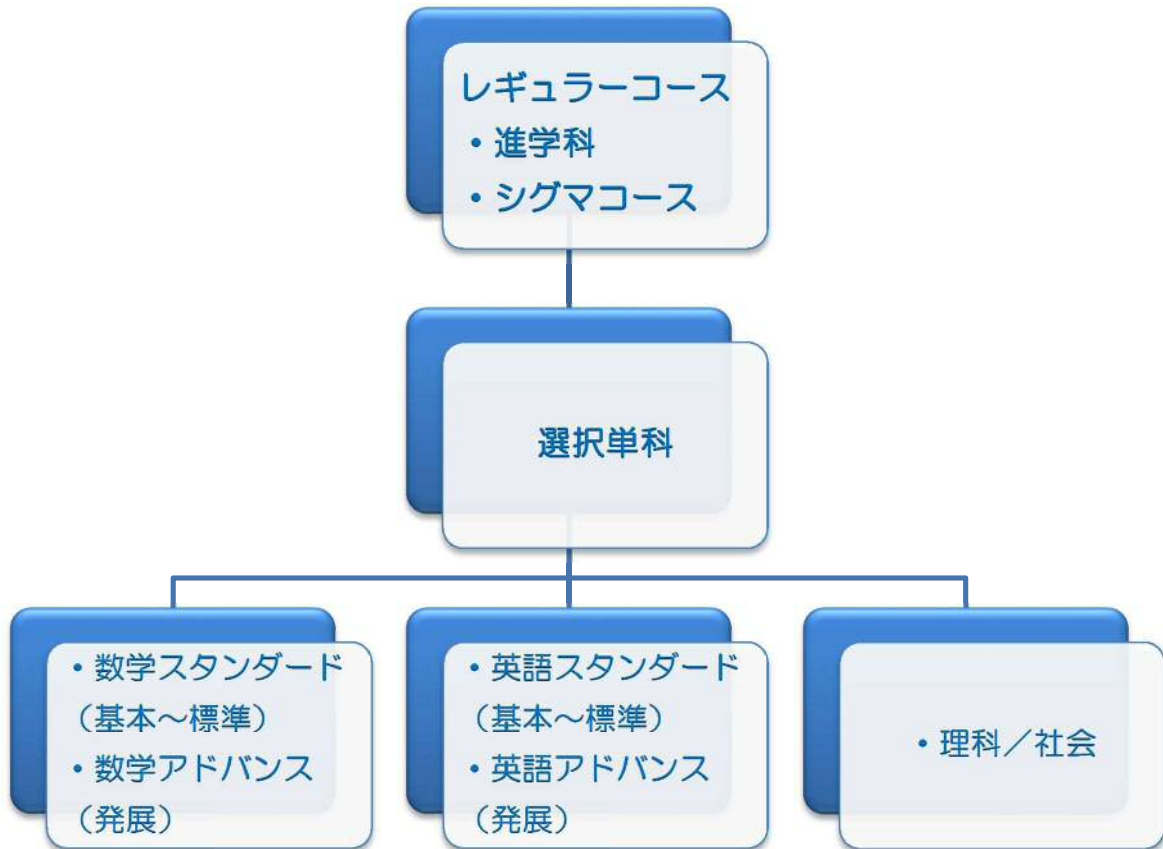 レギュラーコース
・進学科
・シグマコース
選択単科
・数学スタンダード
（基本～標準）
・数学アドバンス
（発展）
・英語スタンダード
（基本～標準）
・英語アドバンス
（発展）
・理科／社会